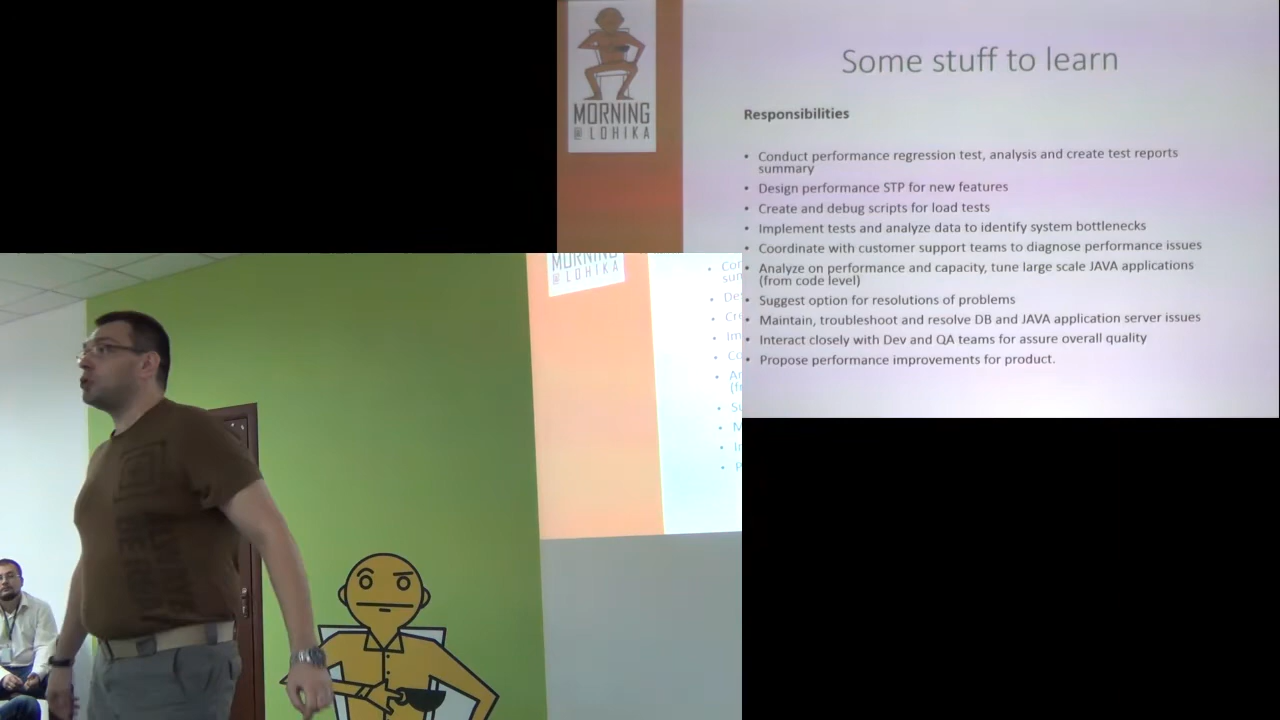 MORNING
@ LOHIKA
Some stuff to learn
Responsibilities
• Conduct performance regression test, analysis and create test reports
summary
• Design performance STP for new features
• Create and debug scripts for load tests
• Implement tests and analyze data to identify system bottlenecks
• Coordinate with customer support teams to diagnose performance issues
• Analyze on performance and capacity, tune large scale JAVA applications
(from code level)
• Suggest option for resolutions of problems
• Maintain, troubleshoot and resolve DB and JAVA application server issues
• Interact closely with Dev and QA teams for assure overall quality
• Propose performance improvements for product.
MORNING
@ LOHIKA